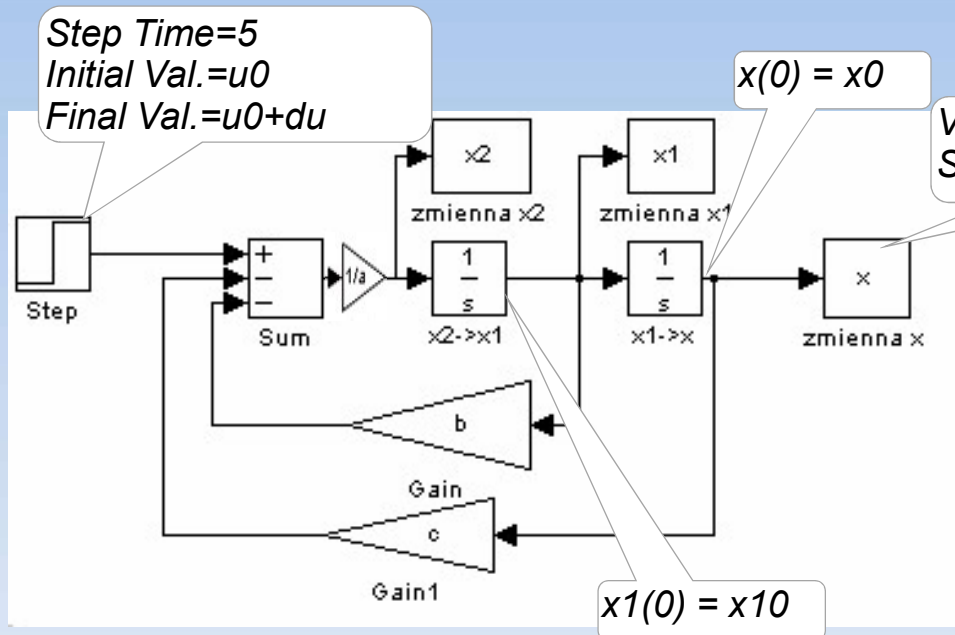 Step Time=5
Initial Val.=u0
Final Val.=u0+du
x(0) = x0
V
S
x2
zmienna x2
x1
zmienna x1
Step
+
−
−
Sum
1/a
1
s
x2->x1
1
s
x1->x
x
zmienna x
b
Gain
c
Gain1
x1(0) = x10